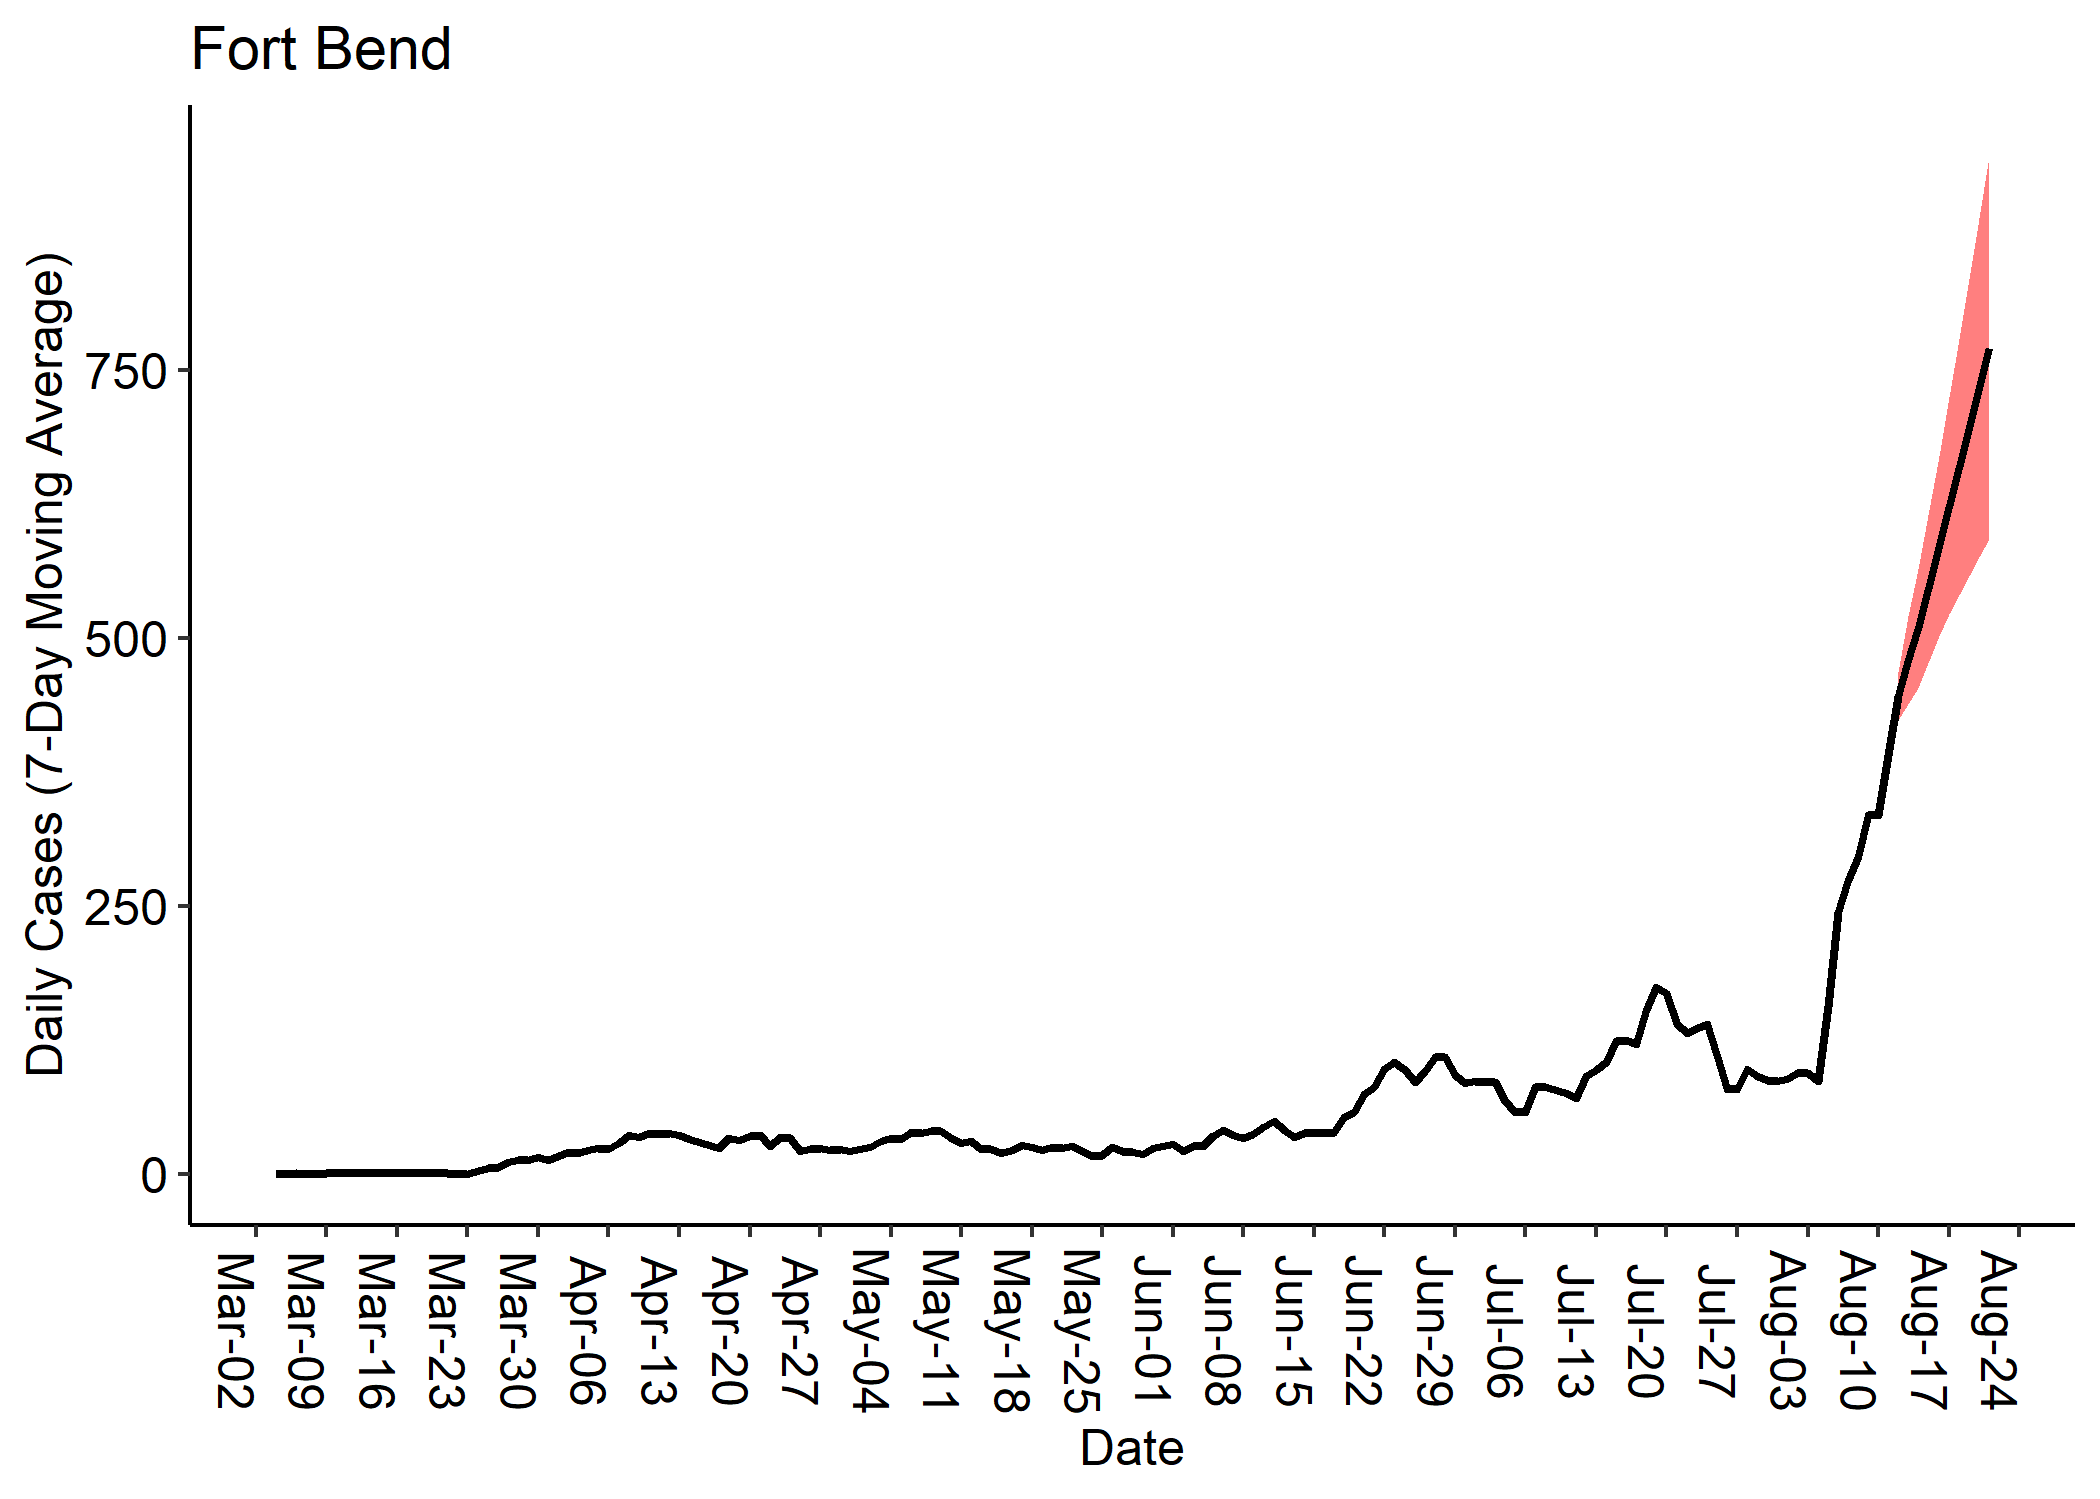 Fort Bend
Daily Cases (7-Day Moving Average)
750
500
250
0
Mar-02
Mar-09
Mar-16
Mar-23
Mar-30
Apr-06
Apr-13
Apr-20
Apr-27
May-04
May-11
May-18
May-25
Jun-01
Jun-08
Jun-15
Jun-22
Jun-29
Jul-06
Jul-13
Jul-20
Jul-27
Aug-03
Aug-10
Aug-17
Aug-24
Date